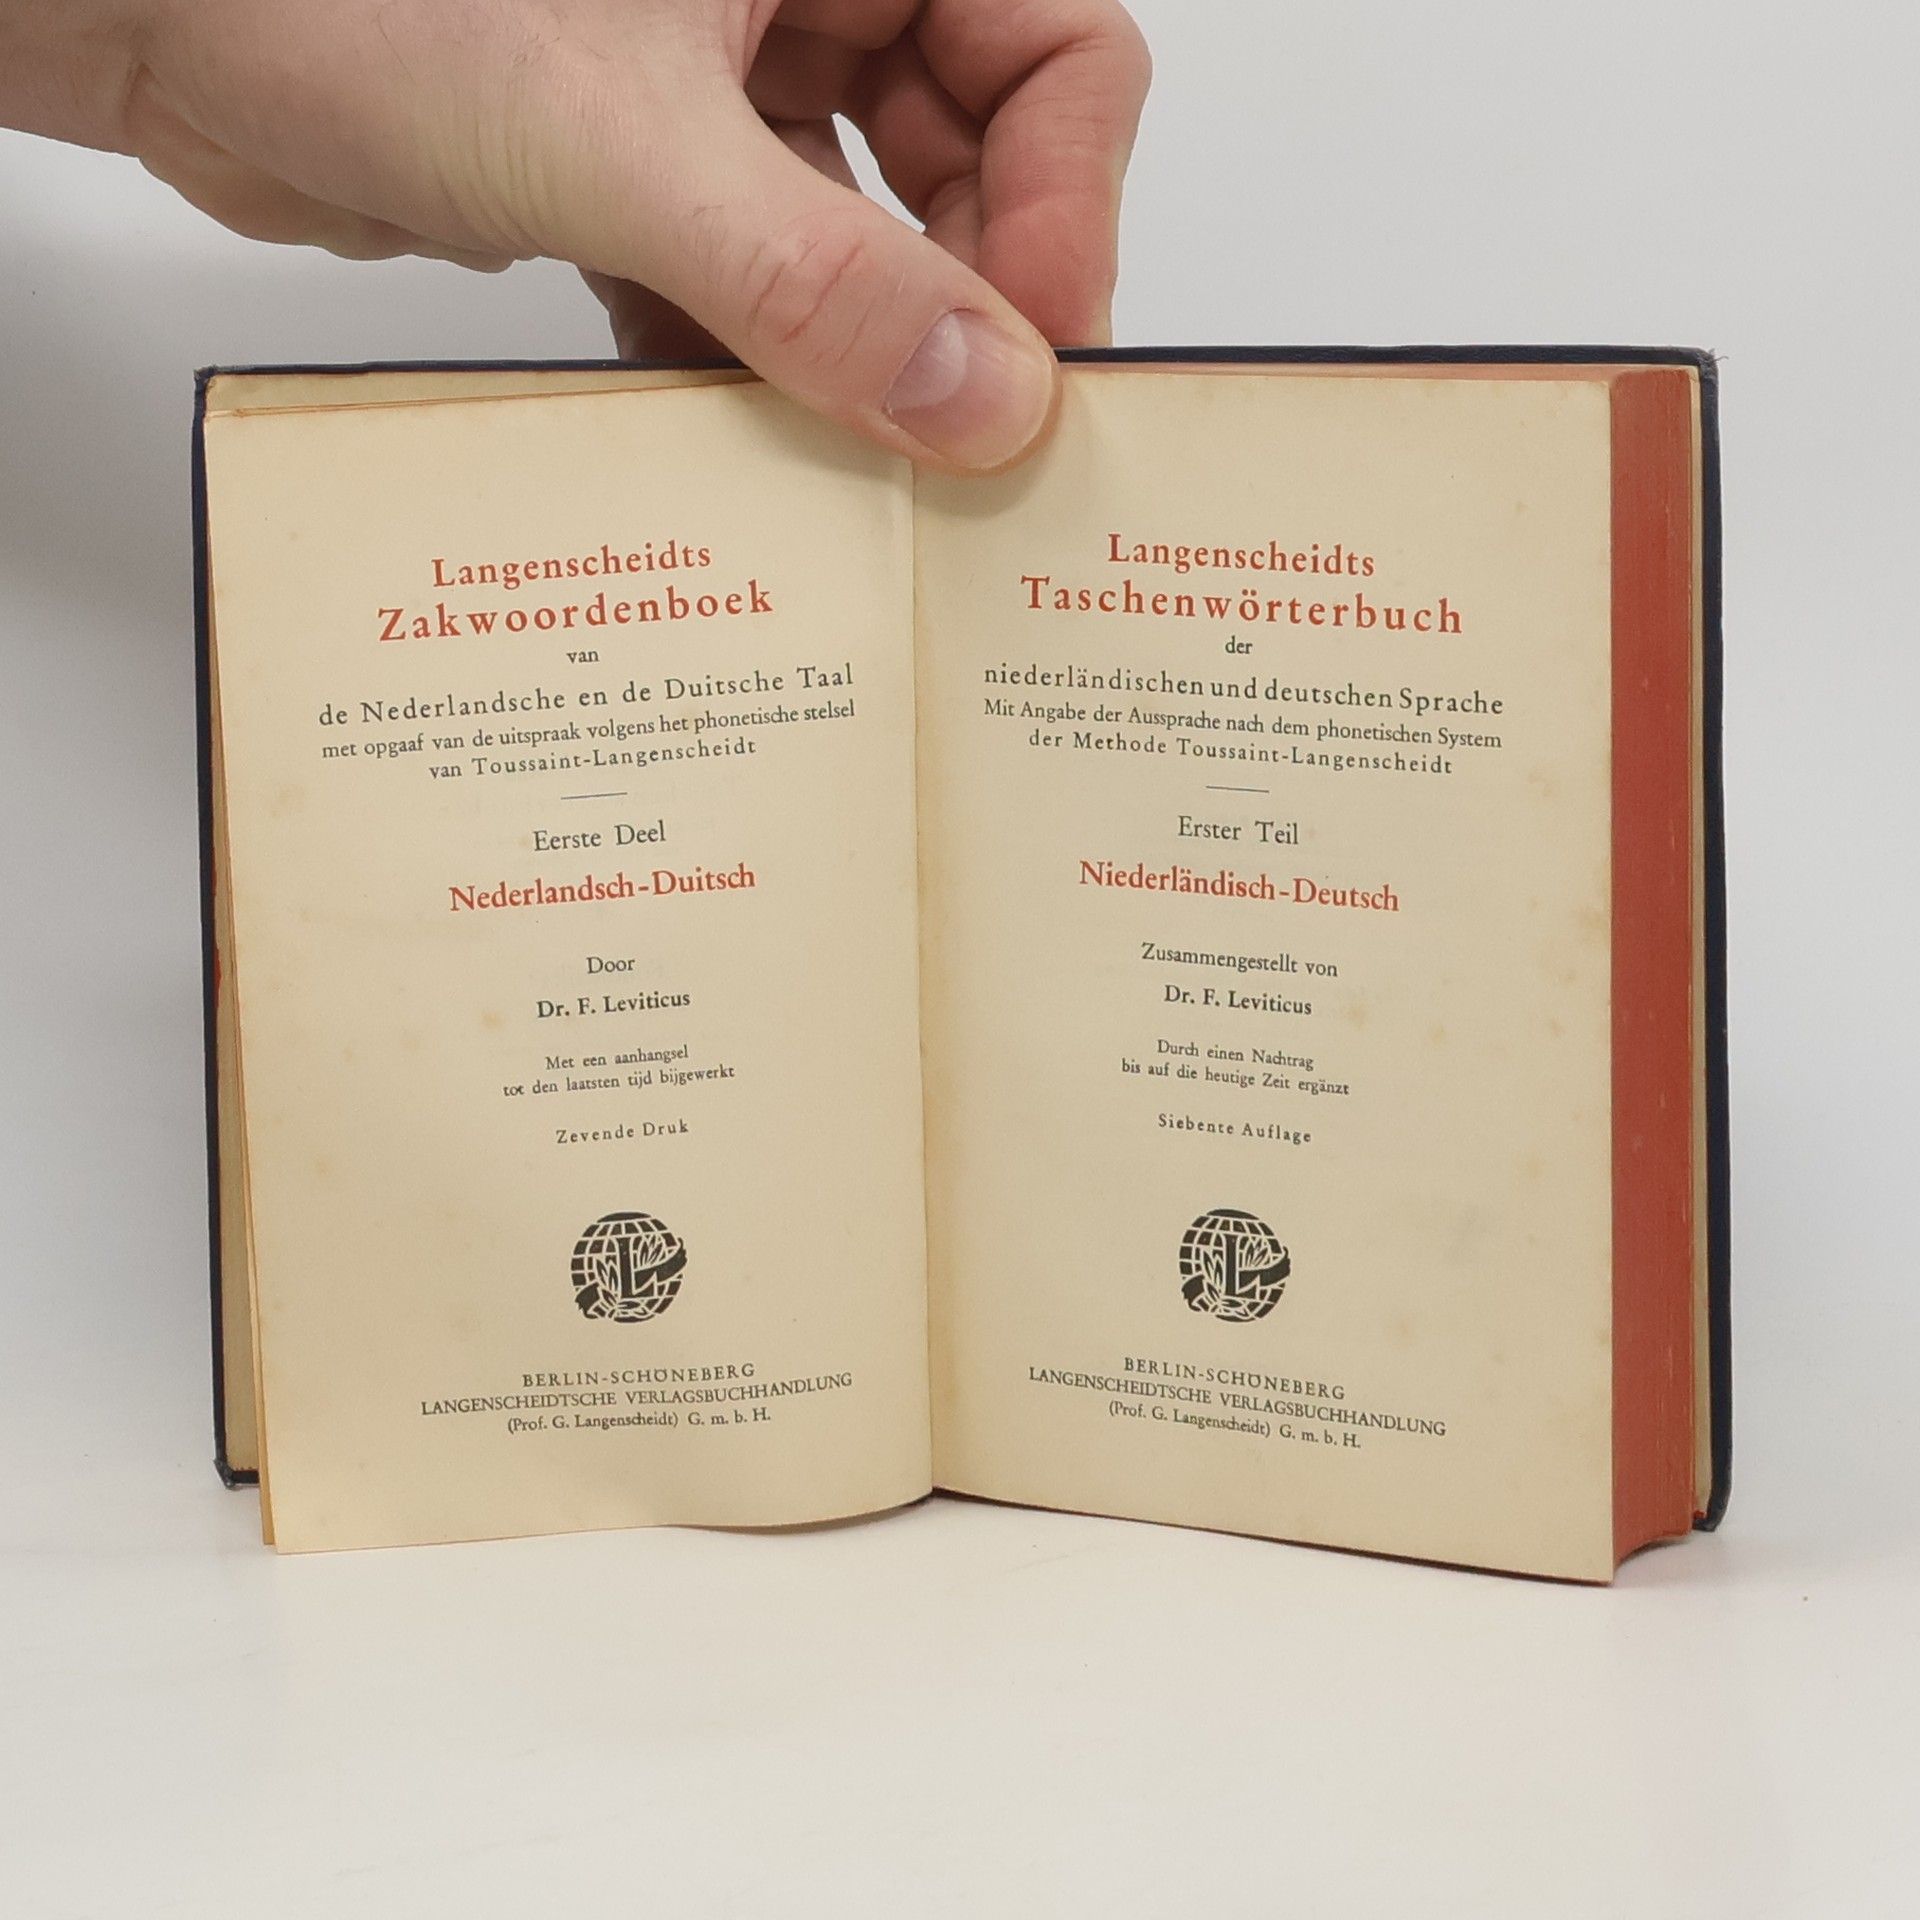 Langenscheidts
Zakwoordenboek
van
de Nederlandsche en de Duitsche Taal
met opgaaf van de uitspraak volgens het phonetische stelsel
van Toussaint-Langenscheidt
Eerste Deel
Nederlandsch-Duitsch
Door
Dr. F. Leviticus
Met een aanhangsel
tot den laatsten tijd bijgewerkt
Zevende Druk
L
BERLIN-SCHÖNEBERG
LANGENSCHEIDTSCHE VERLAGSBUCHHANDLUNG
(Prof. G. Langenscheidt) G. m. b. H.
Langenscheidts
Taschenwörterbuch
der
niederländischen und deutschen Sprache
Mit Angabe der Aussprache nach dem phonetischen System
der Methode Toussaint-Langenscheidt
Erster Teil
Niederländisch-Deutsch
Zusammengestellt von
Dr. F. Leviticus
Durch einen Nachtrag
bis auf die heutige Zeit ergänzt
Siebente Auflage
L
BERLIN-SCHÖNEBERG
LANGENSCHEIDTSCHE VERLAGSBUCHHANDLUNG
(Prof. G. Langenscheidt) G. m. b. H.